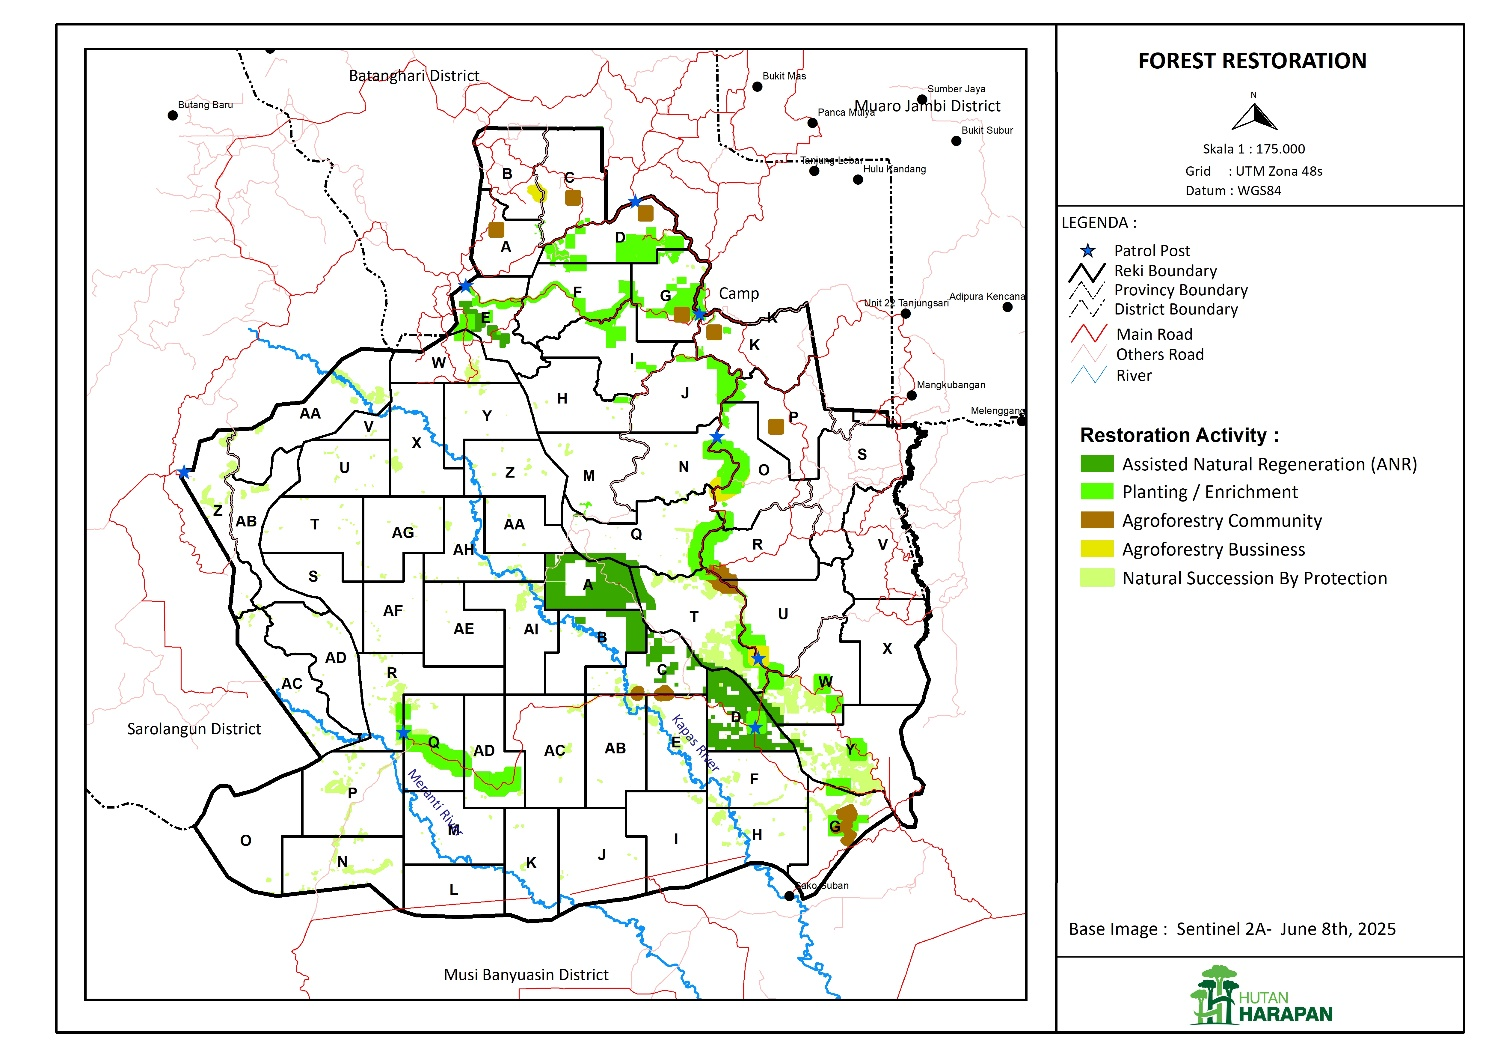 Batanghari District
Bukit Mas
Butang Baru
Sumber Jaya
Muaro Jambi District
Panca Mulya
Bukit Subur
Tanjung Lebar
Hulu Kandang
B
C
D
A
F
G
Camp
Unit 22 Tanjungsari
Adipura Kencana
E
K
K
I
W
Mangkubangan
J
H
AA
Y
P
L
Melenggang
V
X
S
U
Z
M
N
O
Z
AB
T
AG
AA
Q
AH
R
V
S
A
AF
AE
AI
B
T
U
X
AD
R
C
AC
W
Sarolangun District
D
Q
AD
AC
AB
E
Kapas River
Y
P
Meranti River
M
F
G
O
N
L
K
J
I
H
Sako Suban
Musi Banyuasin District
FOREST RESTORATION
N
Skala 1 : 175.000
Grid : UTM Zona 48s
Datum : WGS84
LEGENDA :
Patrol Post
Reki Boundary
Provincy Boundary
District Boundary
Main Road
Others Road
River
Restoration Activity :
Assisted Natural Regeneration (ANR)
Planting / Enrichment
Agroforestry Community
Agroforestry Bussiness
Natural Succession By Protection
Base Image : Sentinel 2A- June 8th, 2025
HUTAN
HARAPAN